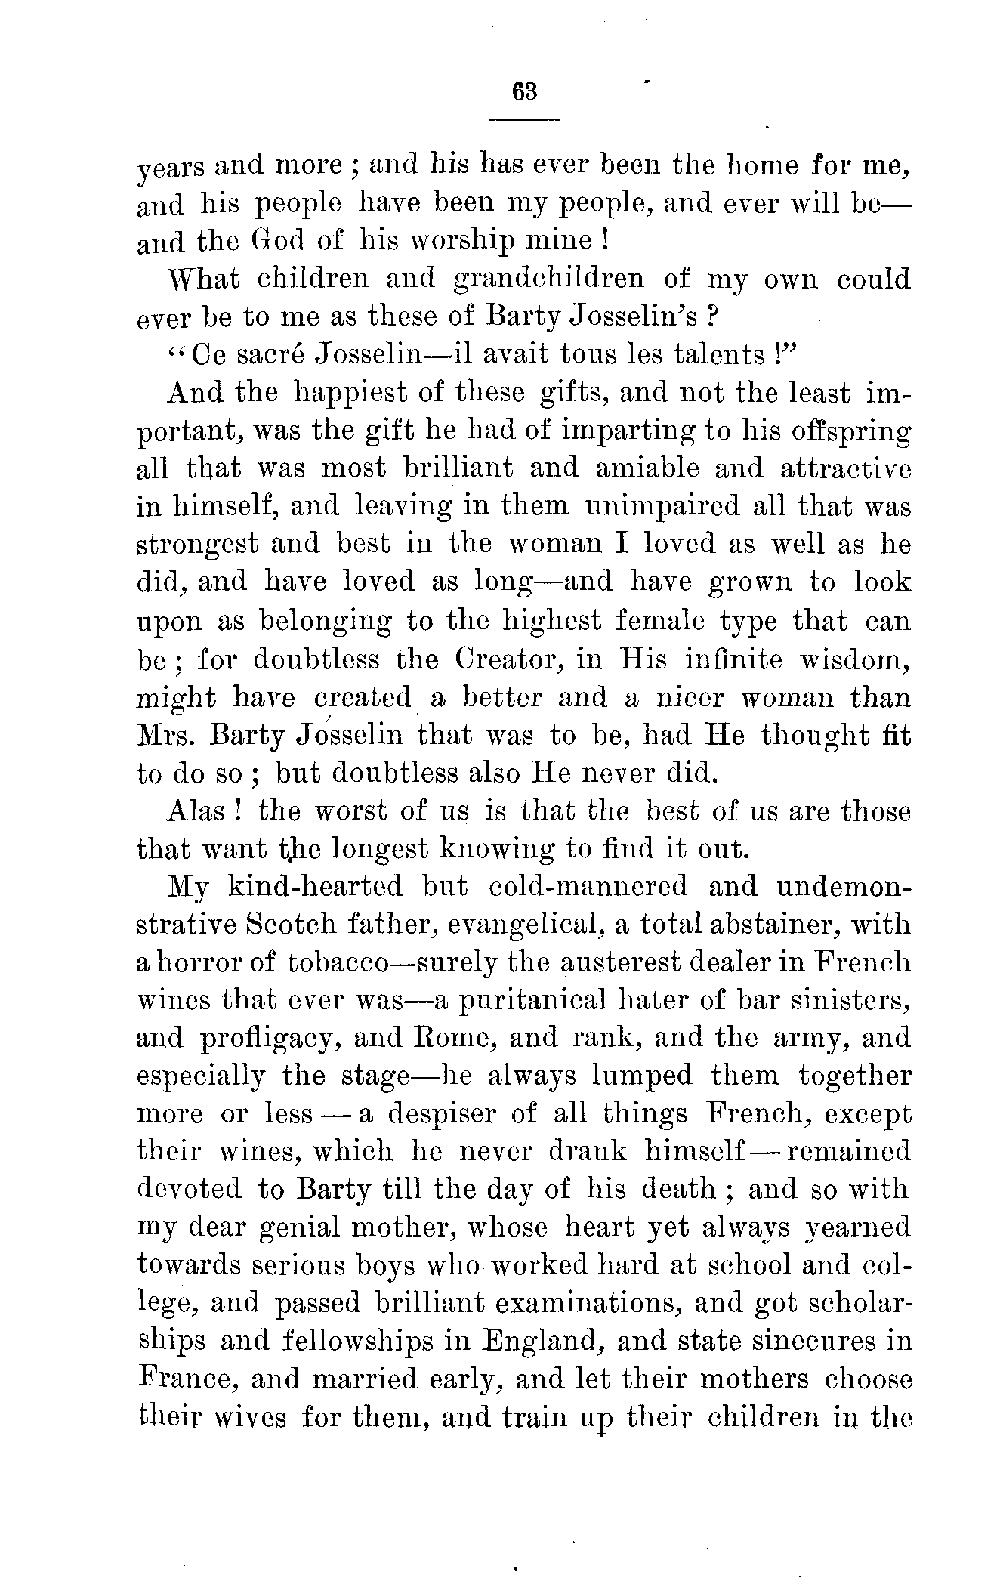 63
years and more ; and his has ever been the home for me,
and his people have been my people, and ever will be—
and the God of his worship mine !
What children and grandchildren of my own could
ever be to me as these of Barty Josselin's ?
“Ce sacré Josselin—il avait tous les talents !”
And the happiest of these gifts, and not the least im-
portant, was the gift he had of imparting to his offspring
all that was most brilliant and amiable and attractive
in himself, and leaving in them unimpaired all that was
strongest and best in the woman I loved as well as he
did, and have loved as long—and have grown to look
upon as belonging to the highest female type that can
be ; for doubtless the Creator, in His infinite wisdom,
might have created a better and a nicer woman than
Mrs. Barty Josselin that was to be, had He thought fit
to do so ; but doubtless also He never did.
Alas ! the worst of us is that the best of us are those
that want the longest knowing to find it out.
My kind-hearted but cold-mannered and undemon-
strative Scotch father, evangelical, a total abstainer, with
a horror of tobacco—surely the austerest dealer in French
wines that ever was—a puritanical hater of bar sinisters,
and profligacy, and Rome, and rank, and the army, and
especially the stage—he always lumped them together
more or less — a despiser of all things French, except
their wines, which he never drank himself — remained
devoted to Barty till the day of his death ; and so with
my dear genial mother, whose heart yet always yearned
towards serious boys who worked hard at school and col-
lege, and passed brilliant examinations, and got scholar-
ships and fellowships in England, and state sinecures in
France, and married early, and let their mothers choose
their wives for them, and train up their children in the